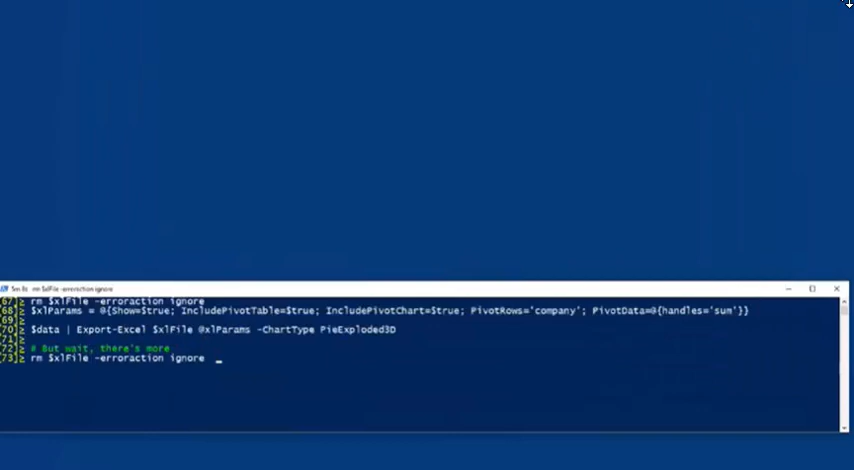 rm $xlFile -erroraction ignore
[67]≥ rm $xlFile -erroraction ignore
[68]≥ $xlParams = @{Show=$true; IncludePivotTable=$true; IncludePivotChart=$true; PivotRows='company'; PivotData=@{handles='sum'}}
[69]≥
[70]≥ $data | Export-Excel $xlFile @xlParams -ChartType PieExploded3D
[71]≥
[72]≥ # But wait, there's more
[73]≥ rm $xlFile -erroraction ignore _